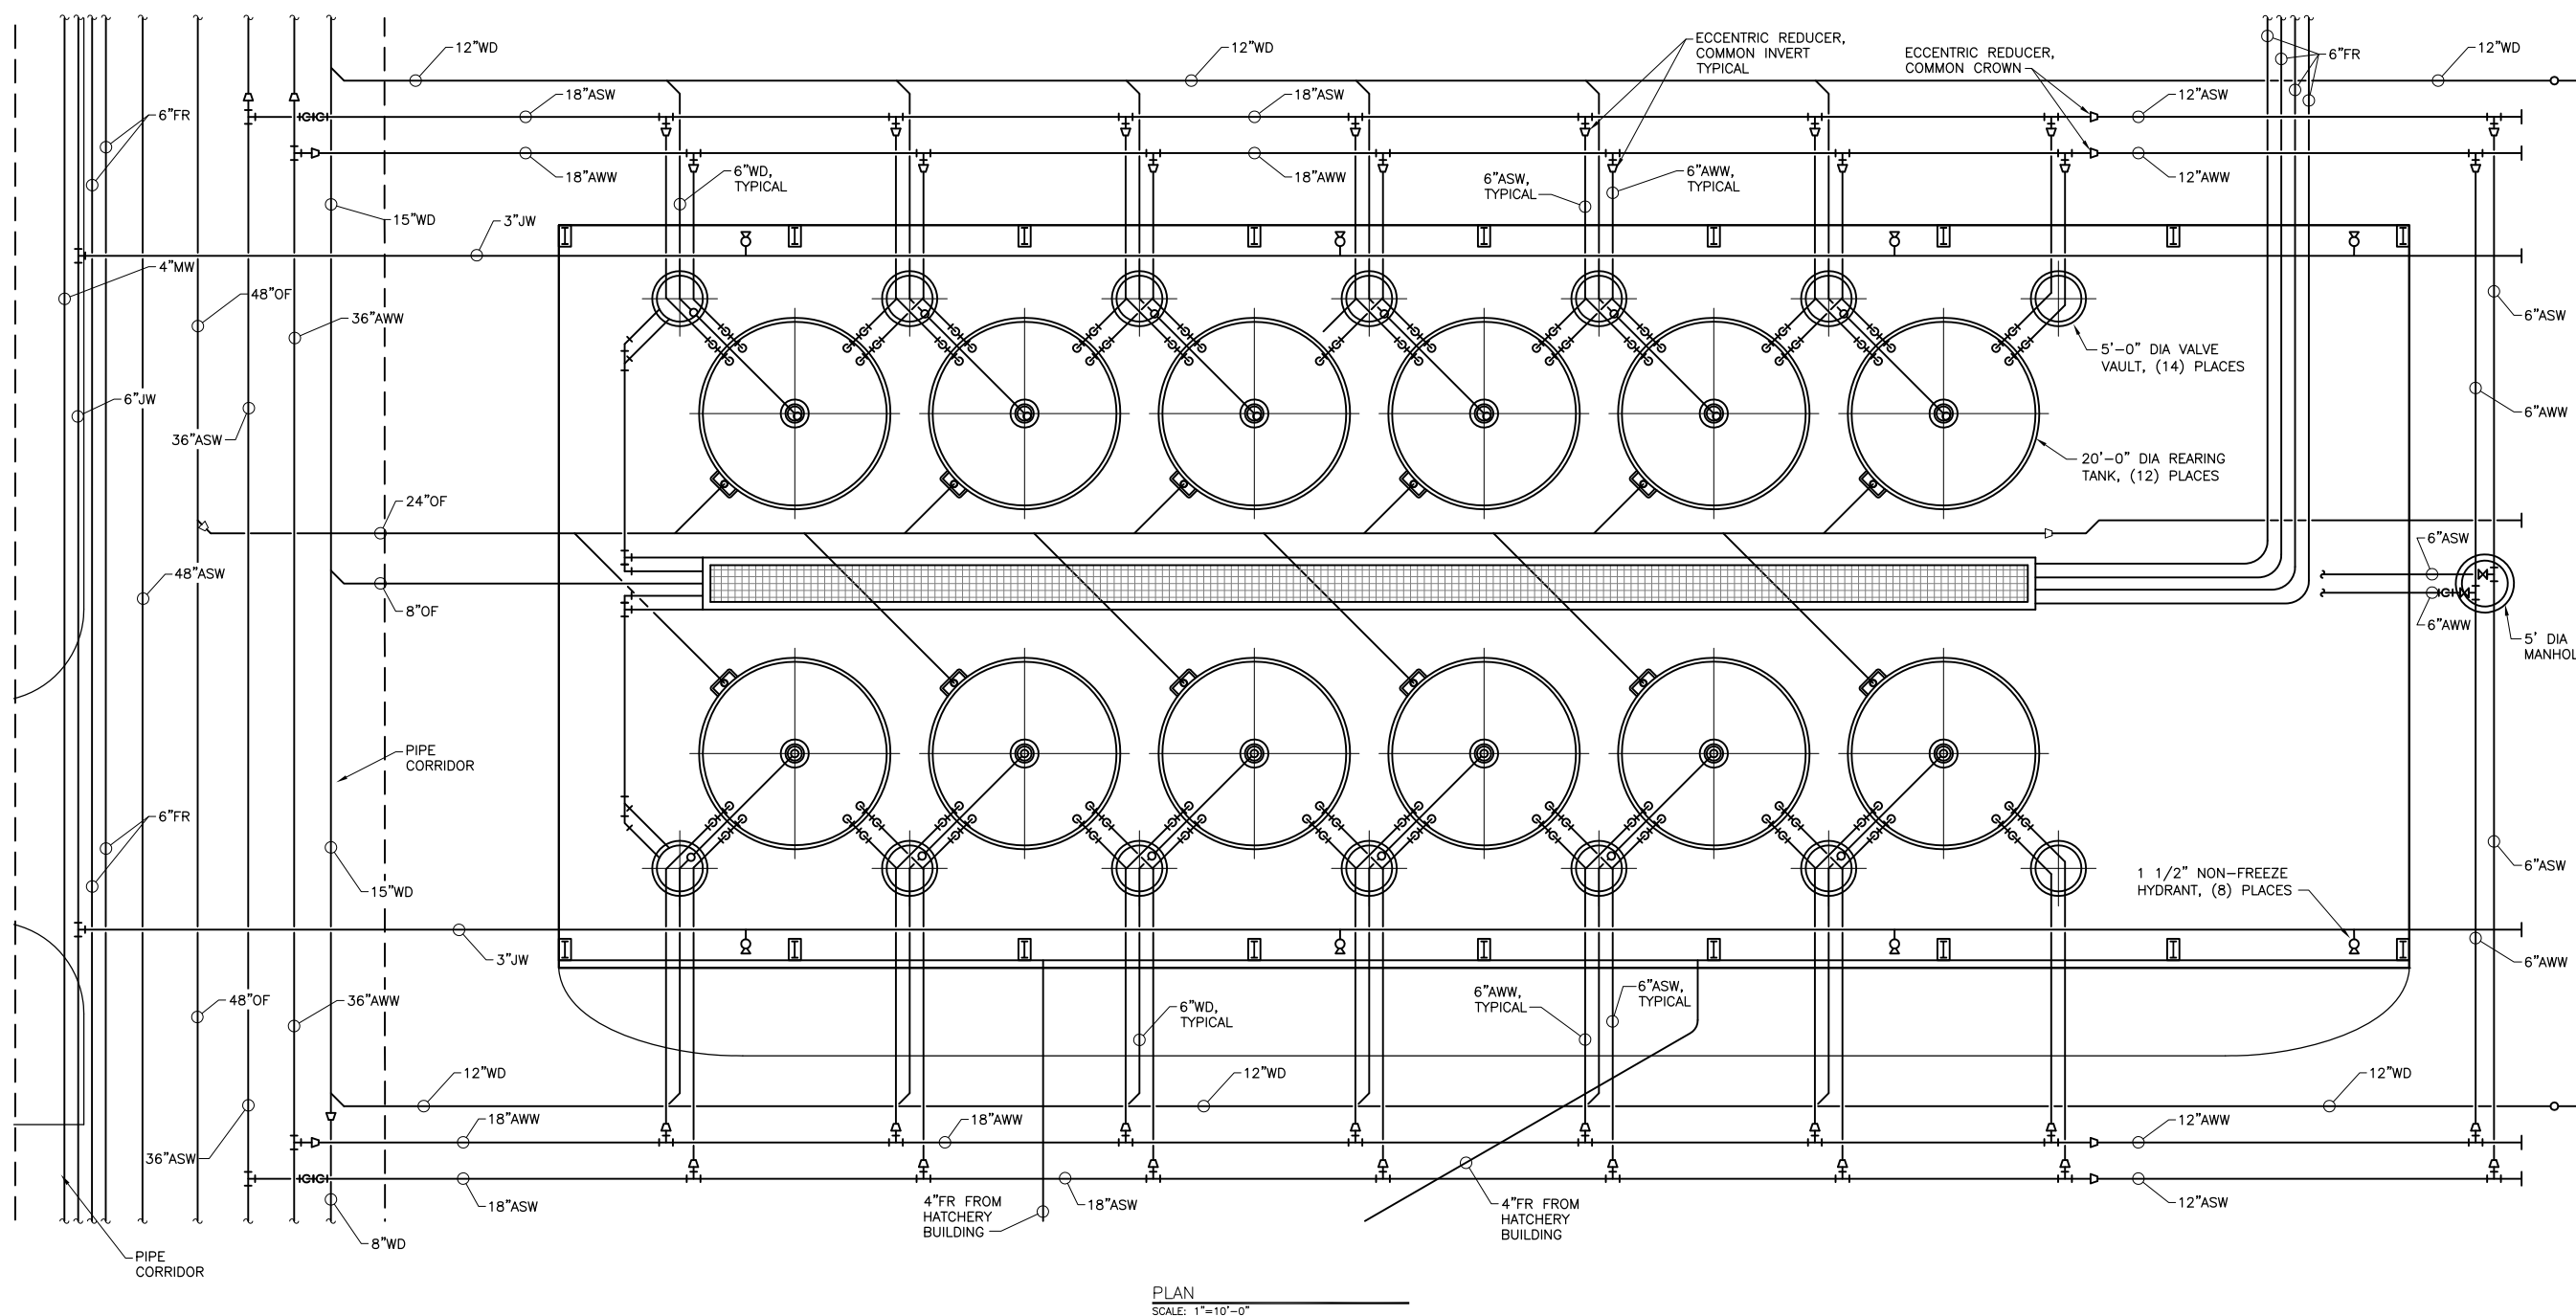 12"WD
12"WD
ECCENTRIC REDUCER,
COMMON INVERT
TYPICAL
ECCENTRIC REDUCER,
COMMON CROWN
6"FR
12"WD
18"ASW
18"ASW
12"ASW
6"FR
18"AWW
6"WD,
TYPICAL
18"AWW
6"ASW,
TYPICAL
6"AWW,
TYPICAL
12"AWW
15"WD
3"JW
4"MW
48"OF
36"AWW
6"ASW
5'-0" DIA VALVE
VAULT, (14) PLACES
6"JW
6"AWW
36"ASW
20'-0" DIA REARING
TANK, (12) PLACES
24"OF
6"ASW
48"ASW
8"OF
6"AWW
5' DIA
MANHOL
PIPE
CORRIDOR
6"FR
15"WD
1 1/2" NON-FREEZE
HYDRANT, (8) PLACES
6"ASW
3"JW
6"AWW
48"OF
36"AWW
6"WD,
TYPICAL
6"AWW,
TYPICAL
6"ASW,
TYPICAL
12"WD
12"WD
12"WD
18"AWW
18"AWW
12"AWW
36"ASW
18"ASW
4"FR FROM
HATCHERY
BUILDING
18"ASW
4"FR FROM
HATCHERY
BUILDING
12"ASW
8"WD
PIPE
CORRIDOR
PLAN
SCALE: 1"=10'-0"